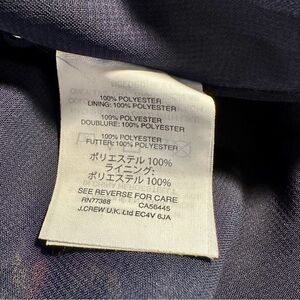 100% POLYESTER
LINING: 100% POLYESTER
100% POLYESTER
DOUBLURE: 100% POLYESTER
100% POLYESTER
FUTTER: 100% POLYESTER
ポリエステル 100%
ライニング:
ポリエステル 100%
SEE REVERSE FOR CARE
RN77388 CA56445
J.CREW U.K. Ltd EC4V 6JA